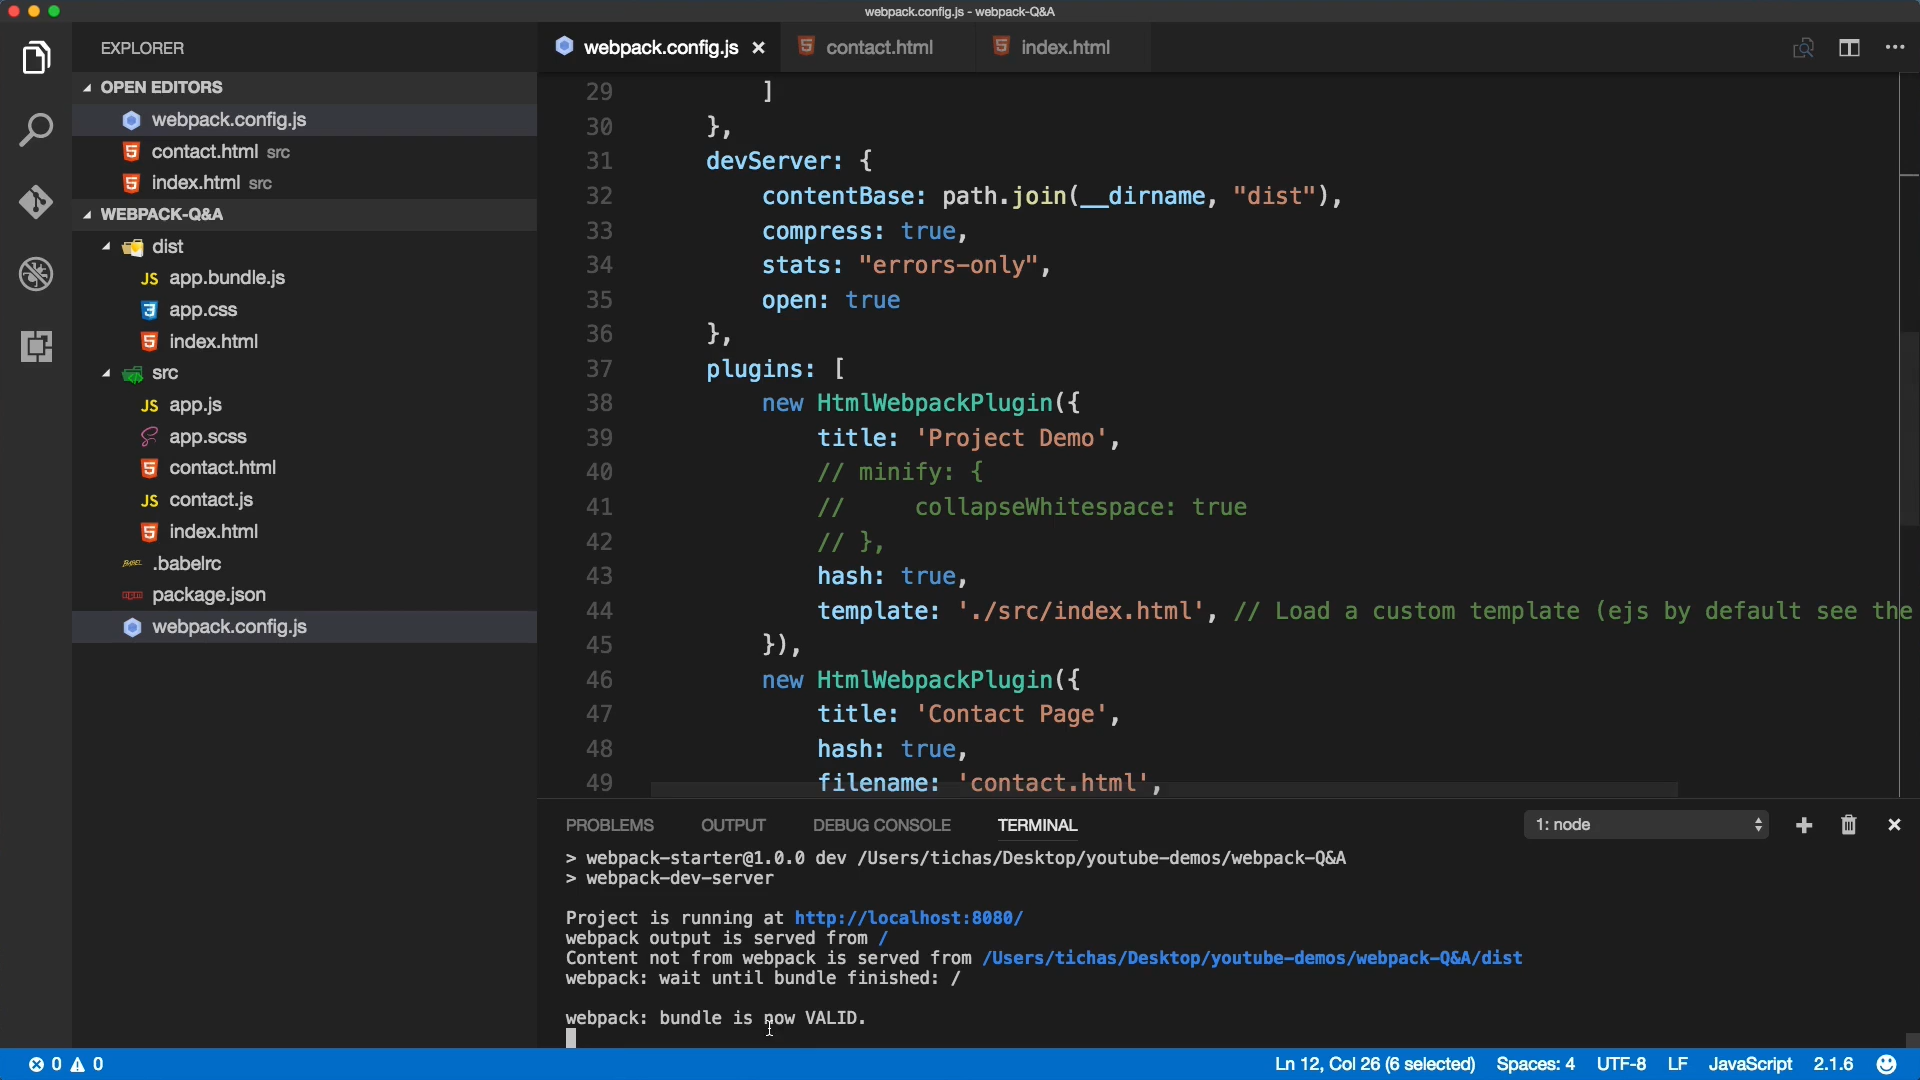 webpack.config.js - webpack-Q&A
EXPLORER
OPEN EDITORS
webpack.config.js
contact.html src
index.html src
WEBPACK-Q&A
dist
JS app.bundle.js
app.css
index.html
src
JS app.js
app.scss
contact.html
JS contact.js
index.html
.babelrc
package.json
webpack.config.js
webpack.config.js
contact.html
index.html
29 ]
30 },
31 devServer: {
32 contentBase: path.join(__dirname, "dist"),
33 compress: true,
34 stats: "errors-only",
35 open: true
36 },
37 plugins: [
38 new HtmlWebpackPlugin({
39 title: 'Project Demo',
40 // minify: {
41 // collapseWhitespace: true
42 // },
43 hash: true,
44 template: './src/index.html', // Load a custom template (ejs by default see the
45 }),
46 new HtmlWebpackPlugin({
47 title: 'Contact Page',
48 hash: true,
49 filename: 'contact.html',
PROBLEMS OUTPUT DEBUG CONSOLE TERMINAL 1: node
> webpack-starter@1.0.0 dev /Users/tichas/Desktop/youtube-demos/webpack-Q&A
> webpack-dev-server
Project is running at http://localhost:8080/
webpack output is served from /
Content not from webpack is served from /Users/tichas/Desktop/youtube-demos/webpack-Q&A/dist
webpack: wait until bundle finished: /
webpack: bundle is now VALID.
0 0 Ln 12, Col 26 (6 selected) Spaces: 4 UTF-8 LF JavaScript 2.1.6